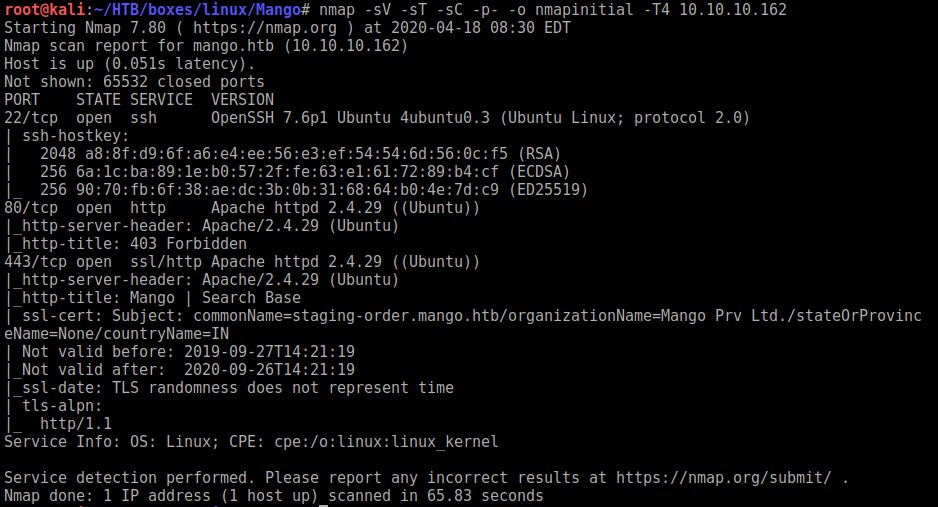 root@kali:~/HTB/boxes/linux/Mango# nmap -sV -sT -sC -p- -o nmapinitial -T4 10.10.10.162
Starting Nmap 7.80 ( https://nmap.org ) at 2020-04-18 08:30 EDT
Nmap scan report for mango.htb (10.10.10.162)
Host is up (0.051s latency).
Not shown: 65532 closed ports
PORT    STATE SERVICE  VERSION
22/tcp  open  ssh      OpenSSH 7.6p1 Ubuntu 4ubuntu0.3 (Ubuntu Linux; protocol 2.0)
| ssh-hostkey:
|   2048 a8:8f:d9:6f:a6:e4:ee:56:e3:ef:54:54:6d:56:0c:f5 (RSA)
|   256 6a:1c:ba:89:1e:b0:57:2f:fe:63:e1:61:72:89:b4:cf (ECDSA)
|_  256 90:70:fb:6f:38:ae:dc:3b:0b:31:68:64:b0:4e:7d:c9 (ED25519)
80/tcp  open  http     Apache httpd 2.4.29 ((Ubuntu))
|_http-server-header: Apache/2.4.29 (Ubuntu)
|_http-title: 403 Forbidden
443/tcp open  ssl/http Apache httpd 2.4.29 ((Ubuntu))
|_http-server-header: Apache/2.4.29 (Ubuntu)
|_http-title: Mango | Search Base
| ssl-cert: Subject: commonName=staging-order.mango.htb/organizationName=Mango Prv Ltd./stateOrProvinc
eName=None/countryName=IN
| Not valid before: 2019-09-27T14:21:19
|_Not valid after:  2020-09-26T14:21:19
|_ssl-date: TLS randomness does not represent time
| tls-alpn:
|_  http/1.1
Service Info: OS: Linux; CPE: cpe:/o:linux:linux_kernel

Service detection performed. Please report any incorrect results at https://nmap.org/submit/ .
Nmap done: 1 IP address (1 host up) scanned in 65.83 seconds